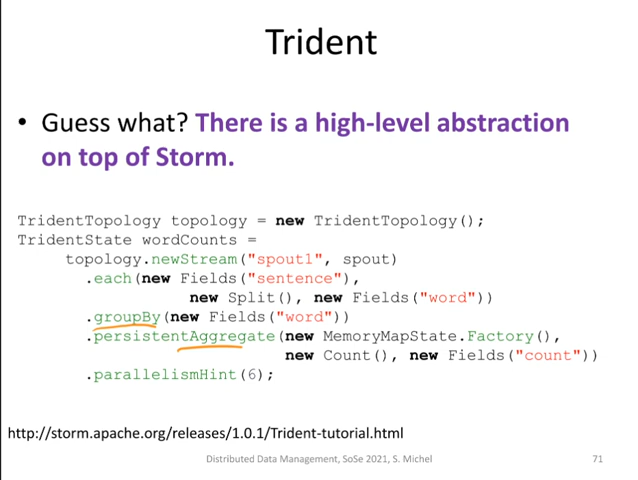 Trident
• Guess what? There is a high-level abstraction
on top of Storm.
TridentTopology topology = new TridentTopology();
TridentState wordCounts =
topology.newStream("spout1", spout)
.each(new Fields("sentence"),
new Split(), new Fields("word"))
.groupBy(new Fields("word"))
.persistentAggregate(new MemoryMapState.Factory(),
new Count(), new Fields("count"))
.parallelismHint(6);
http://storm.apache.org/releases/1.0.1/Trident-tutorial.html
Distributed Data Management, SoSe 2021, S. Michel
71